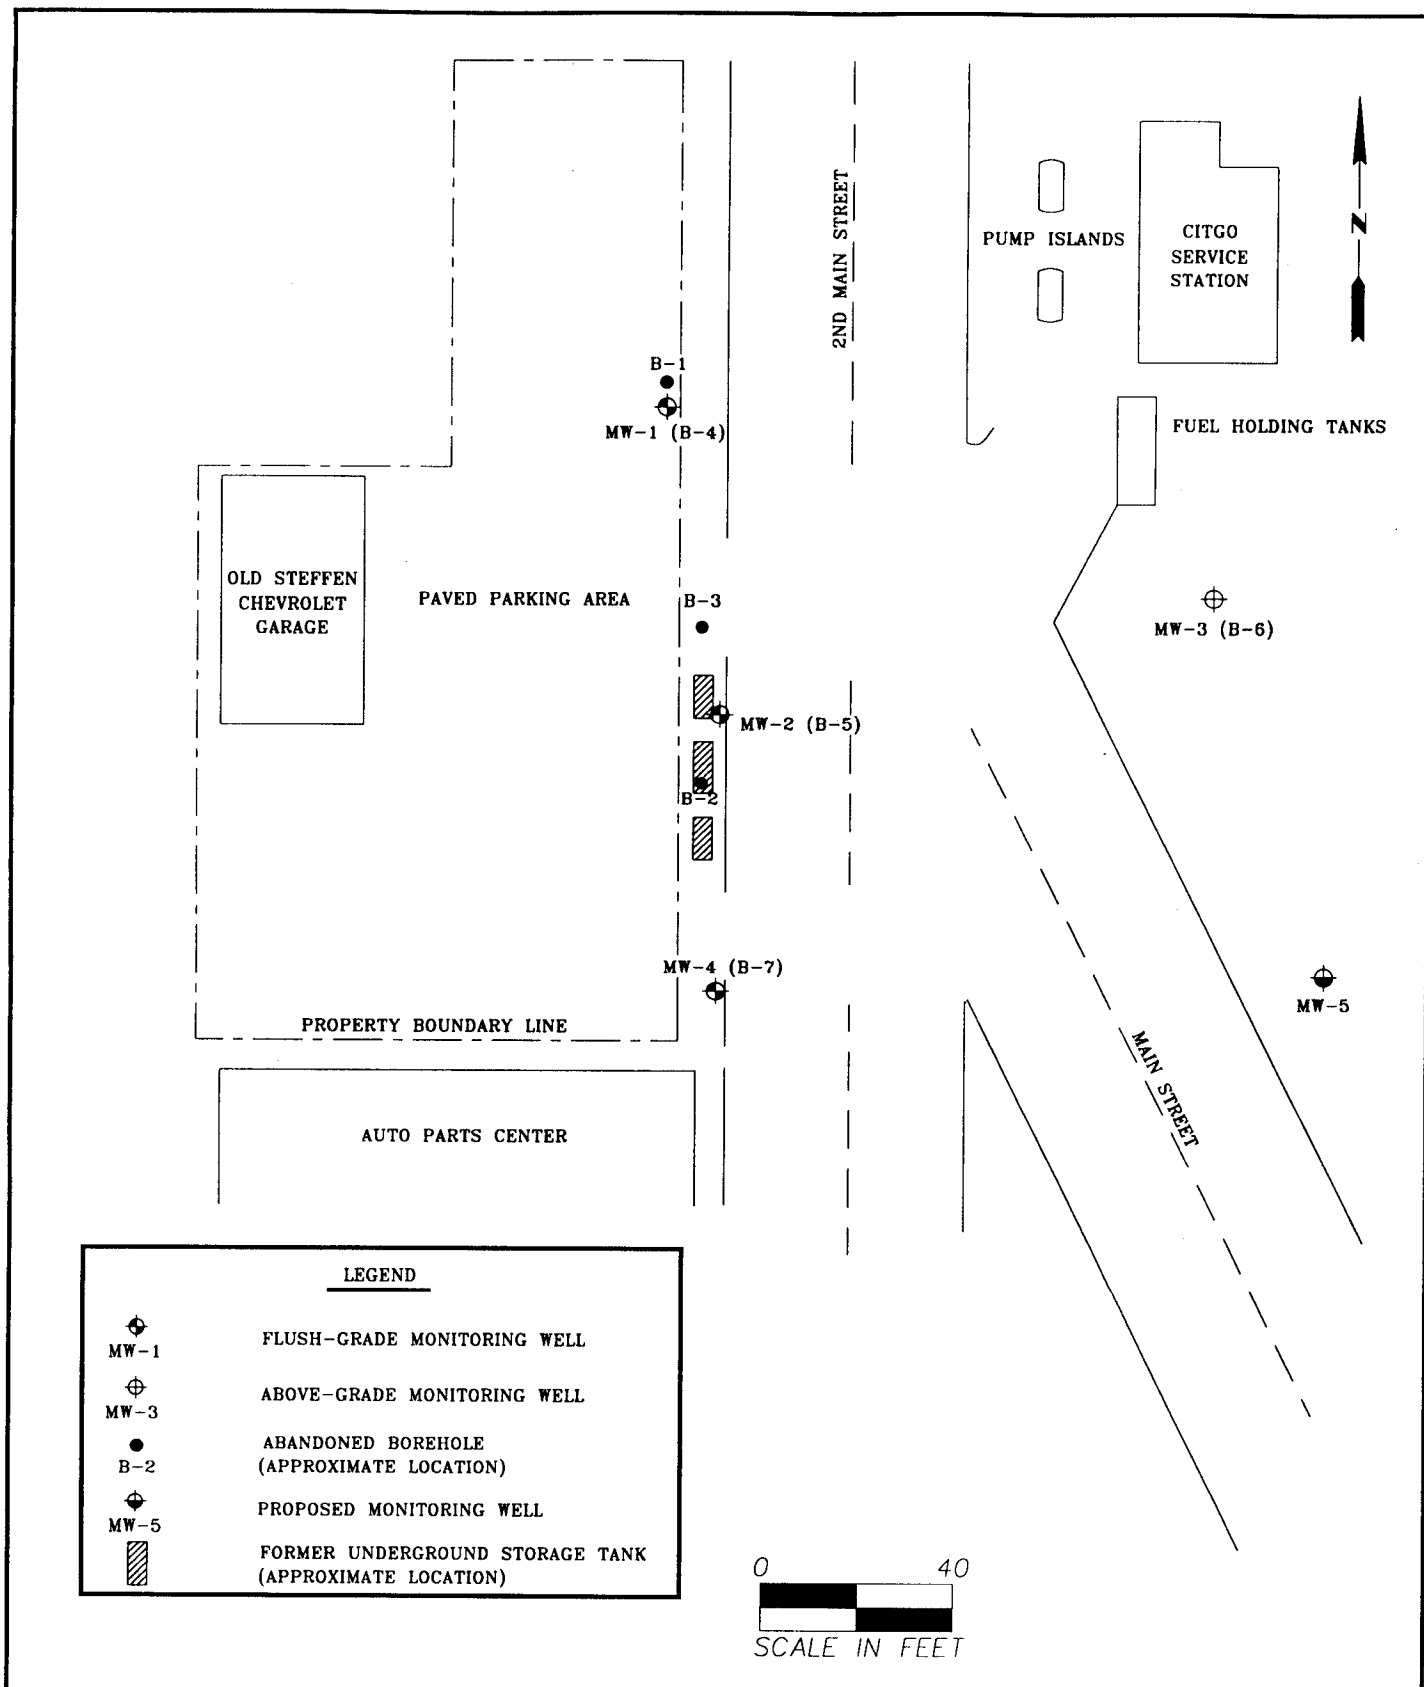 2ND MAIN STREET
PUMP ISLANDS
CITGO
SERVICE
STATION
N
B-1
MW-1 (B-4)
FUEL HOLDING TANKS
OLD STEFFEN
CHEVROLET
GARAGE
PAVED PARKING AREA
B-3
MW-3 (B-6)
MW-2 (B-5)
B-2
MW-4 (B-7)
MW-5
PROPERTY BOUNDARY LINE
MAIN STREET
AUTO PARTS CENTER
LEGEND
MW-1
FLUSH-GRADE MONITORING WELL
MW-3
ABOVE-GRADE MONITORING WELL
B-2
ABANDONED BOREHOLE
(APPROXIMATE LOCATION)
MW-5
PROPOSED MONITORING WELL
FORMER UNDERGROUND STORAGE TANK
(APPROXIMATE LOCATION)
0 40
SCALE IN FEET